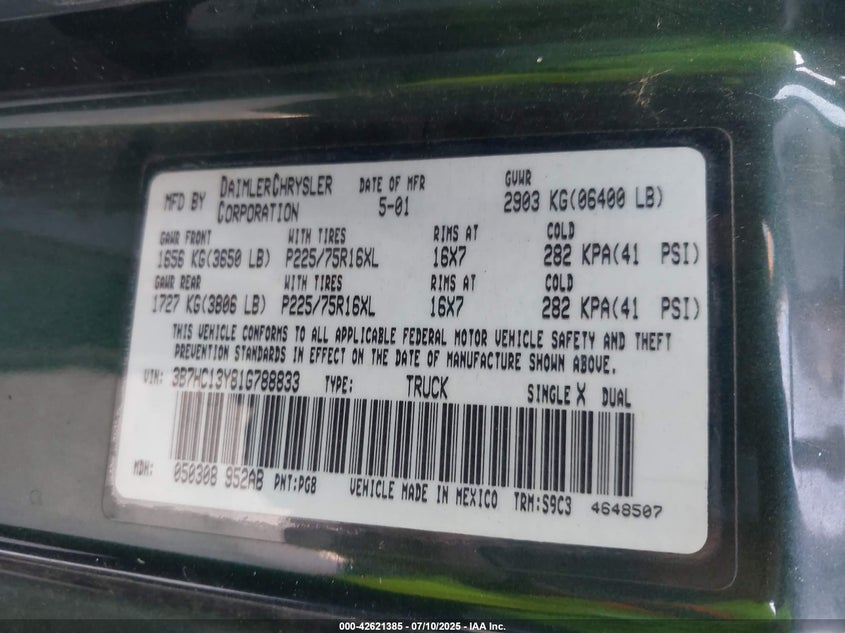 MFD BY DAIMLERCHRYSLER CORPORATION DATE OF MFR 5-01 GVWR 2903 KG(06400 LB)
GAWR FRONT WITH TIRES RIMS AT COLD
1656 KG(3650 LB) P225/75R16XL 16X7 282 KPA(41 PSI)
GAWR REAR WITH TIRES RIMS AT COLD
1727 KG(3806 LB) P225/75R16XL 16X7 282 KPA(41 PSI)
THIS VEHICLE CONFORMS TO ALL APPLICABLE FEDERAL MOTOR VEHICLE SAFETY AND THEFT
PREVENTION STANDARDS IN EFFECT ON THE DATE OF MANUFACTURE SHOWN ABOVE.
VIN: 3B7HC13Y81G788833 TYPE: TRUCK SINGLE X DUAL
MDH: 050308 952AB PNT:PG8 VEHICLE MADE IN MEXICO TRM:S9C3 4648507
000-42621385 - 07/10/2025 - IAA Inc.